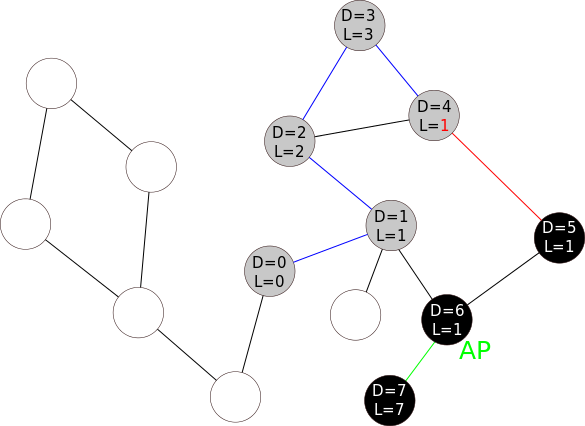 D=3
L=3
D=4
L=1
D=2
L=2
D=1
L=1
D=5
L=1
D=0
L=0
D=6
L=1
AP
D=7
L=7